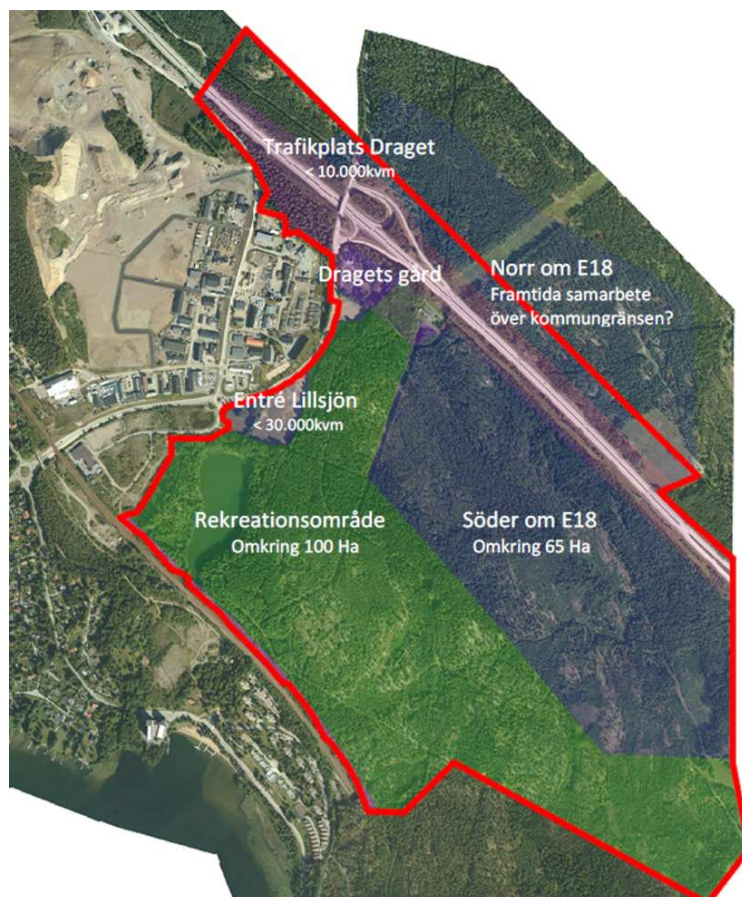 Trafikplats Draget
< 10.000kvm
Dragets gård
Norr om E18
Framtida samarbete
över kommungränsen?
Entré Lillsjön
< 30.000kvm
Rekreationsområde
Omkring 100 Ha
Söder om E18
Omkring 65 Ha